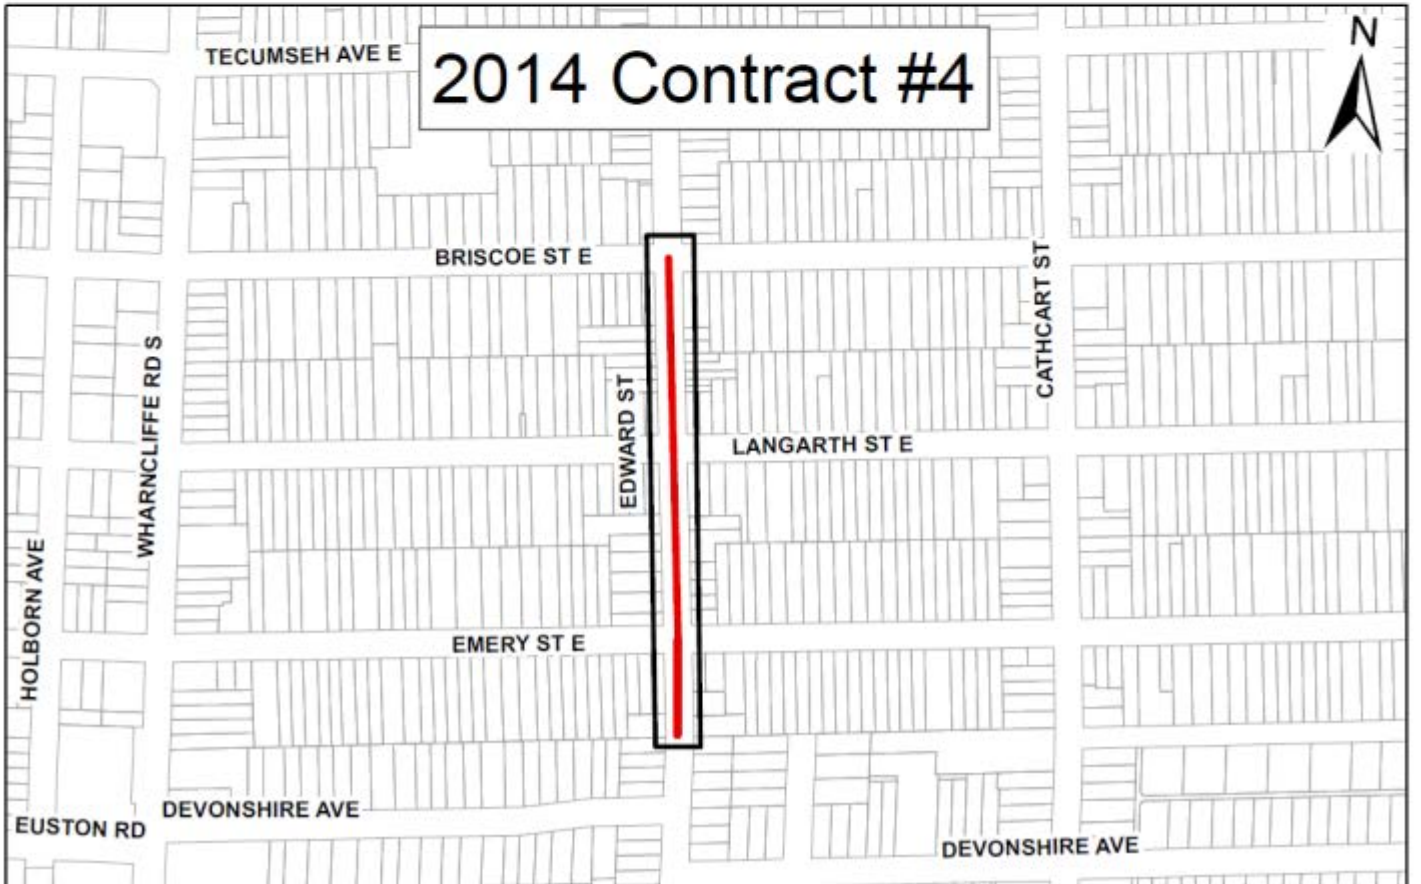 N
TECUMSEH AVE E
2014 Contract #4
BRISCOE ST E
CATHCART ST
WHARNCLIFFE RD S
EDWARD ST
LANGARTH ST E
HOLBORN AVE
EMERY ST E
DEVONSHIRE AVE
EUSTON RD
DEVONSHIRE AVE